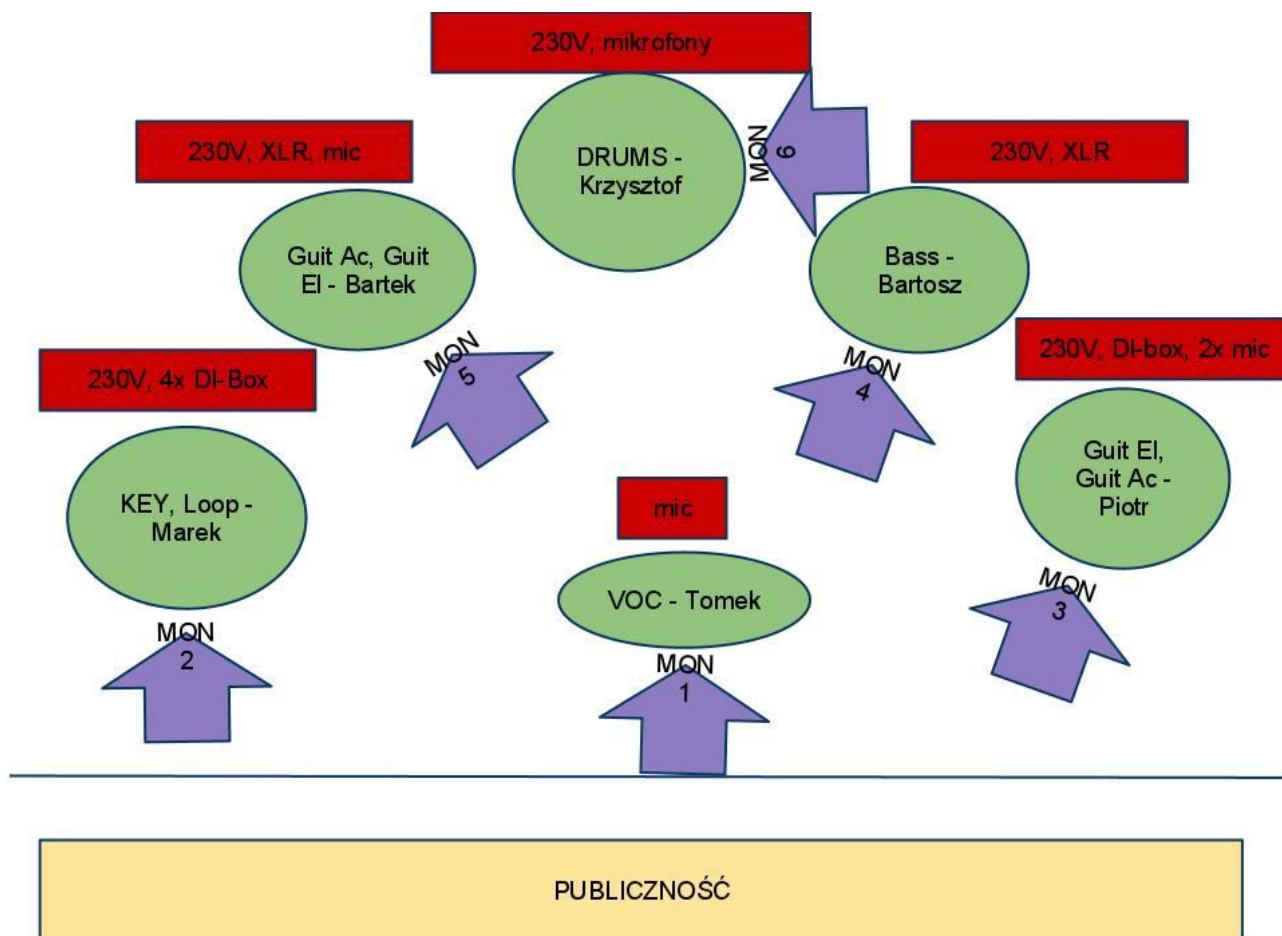 230V, mikrofony
230V, XLR, mic
DRUMS -
Krzysztof
MON
6
230V, XLR
Guit Ac, Guit
El - Bartek
Bass -
Bartosz
230V, 4x DI-Box
MON
5
MON
4
230V, DI-box, 2x mic
KEY, Loop -
Marek
mic
Guit El,
Guit Ac -
Piotr
VOC - Tomek
MON
2
MON
1
MON
3
PUBLICZNOŚĆ